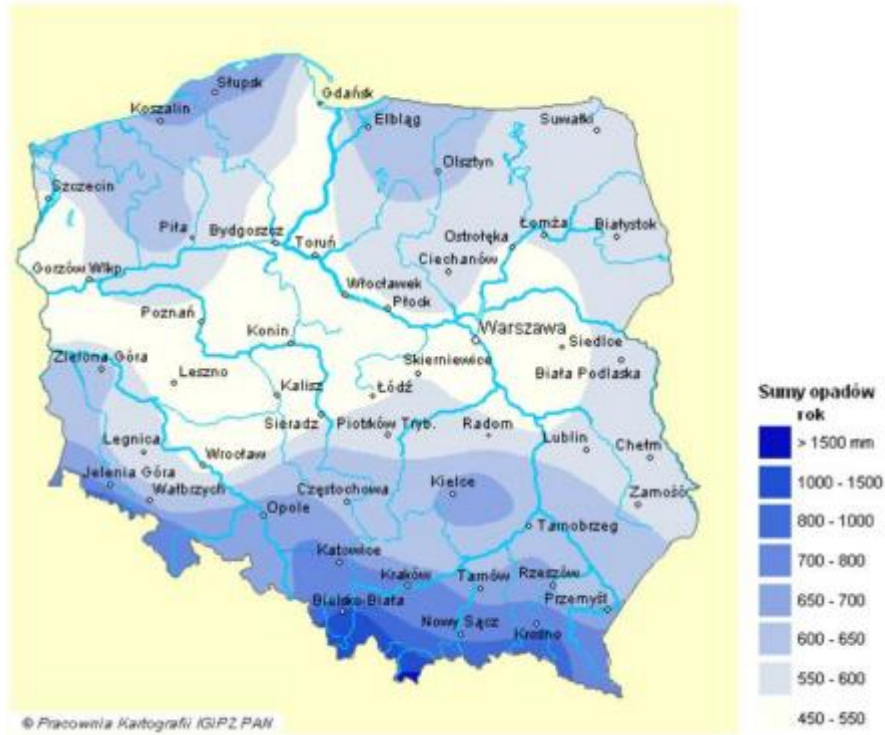 Słupsk
Gdańsk
Koszalin
Elbląg
Suwałki
Olsztyn
Szczecin
Piła
Bydgoszcz
Toruń
Ostrołęka
Łomża
Białystok
Ciechanów
Gorzów Wlkp.
Włocławek
Płock
Poznań
Konin
Warszawa
Siedlce
Zielona Góra
Leszno
Kalisz
Łódź
Skierniewice
Biała Podlaska
Sieradz
Piotrków Tryb.
Radom
Lublin
Chełm
Legnica
Wrocław
Jelenia Góra
Wałbrzych
Opole
Częstochowa
Kielce
Zamość
Tarnobrzeg
Katowice
Kraków
Tarnów
Rzeszów
Bielsko-Biała
Nowy Sącz
Krosno
Przemyśl
© Pracownia Kartografii IGiPZ PAN
Sumy opadów
rok
> 1500 mm
1000 - 1500
800 - 1000
700 - 800
650 - 700
600 - 650
550 - 600
450 - 550